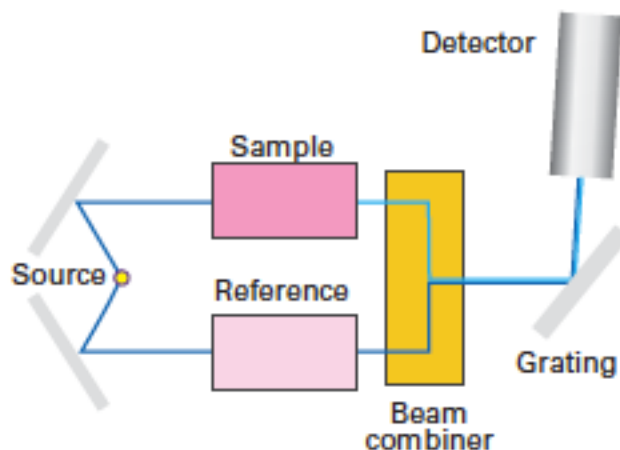 Detector
Sample
Source
Reference
Grating
Beam
combiner